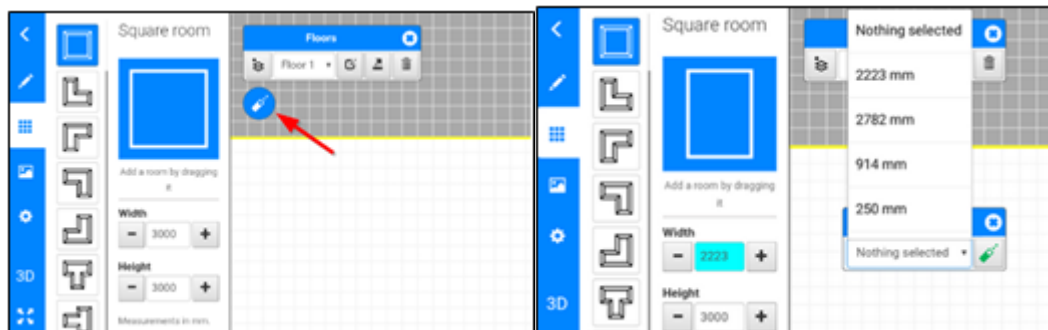 Square room
Floors
Floor 1
Add a room by dragging
it
Width
3000
Height
3000
Measurements in mm.
3D
Square room
Nothing selected
2223 mm
2782 mm
914 mm
250 mm
Nothing selected
Add a room by dragging
it
Width
2223
Height
3000
3D